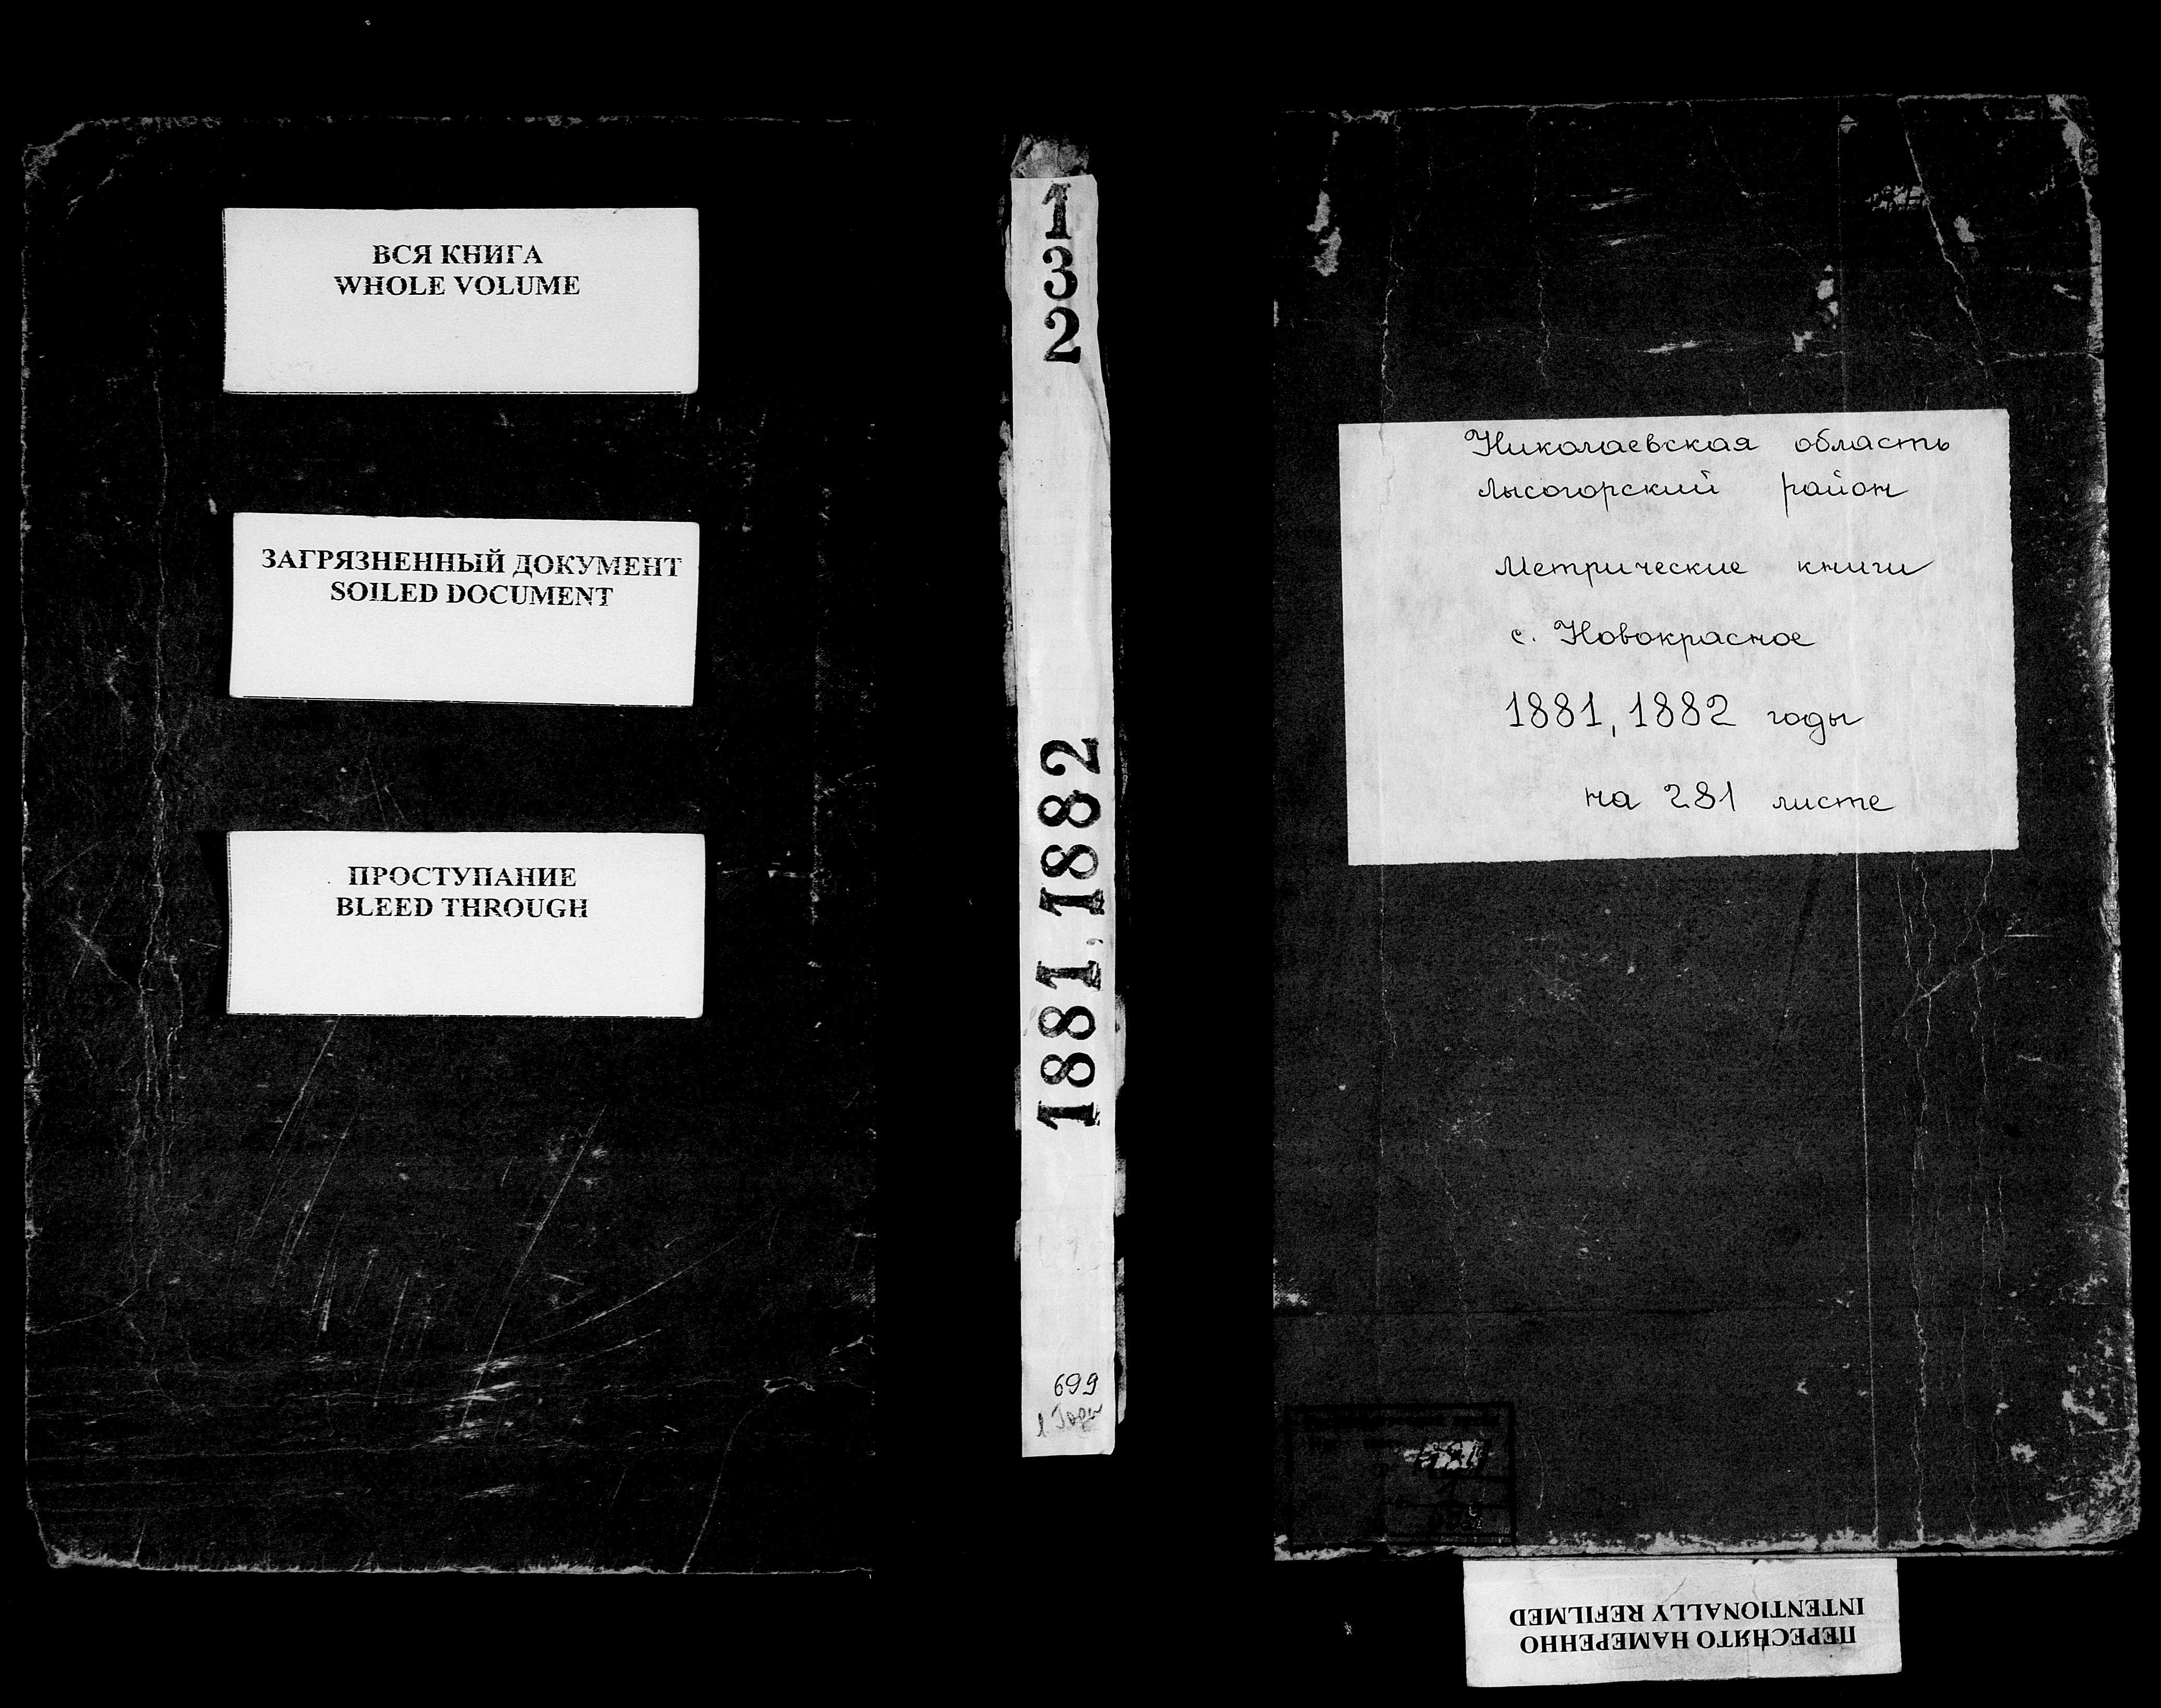 ВСЯ КНИГА
WHOLE VOLUME
ЗАГРЯЗНЕННЫЙ ДОКУМЕНТ
SOILED DOCUMENT
ПРОСТУПАНИЕ
BLEED THROUGH
132
1881, 1882
699
Николаевская область
Лысогорский район
Метрические книги
с. Новокрасное
1881, 1882 годы
на 281 листе
ПЕРЕСНЯТО НАМЕРЕННО
INTENTIONALLY REFILMED